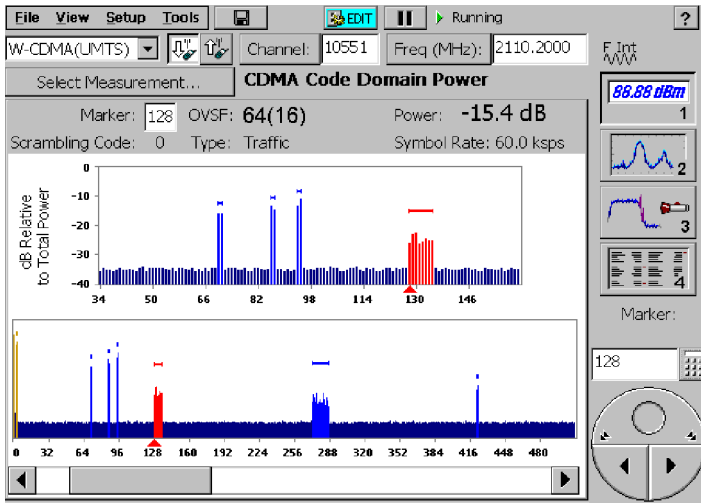 File View Setup Tools EDIT Running ?
W-CDMA(UMTS) Channel: 10551 Freq (MHz): 2110.2000 F Int
Select Measurement... CDMA Code Domain Power
88.88 dBm
1
Marker: 128 OVSF: 64(16) Power: -15.4 dB
Scrambling Code: 0 Type: Traffic Symbol Rate: 60.0 ksps
2
dB Relative
to Total Power
0
-10
-20
-30
-40
3
4
34 50 66 82 98 114 130 146
Marker:
128
0 32 64 96 128 160 192 224 256 288 320 352 384 416 448 480